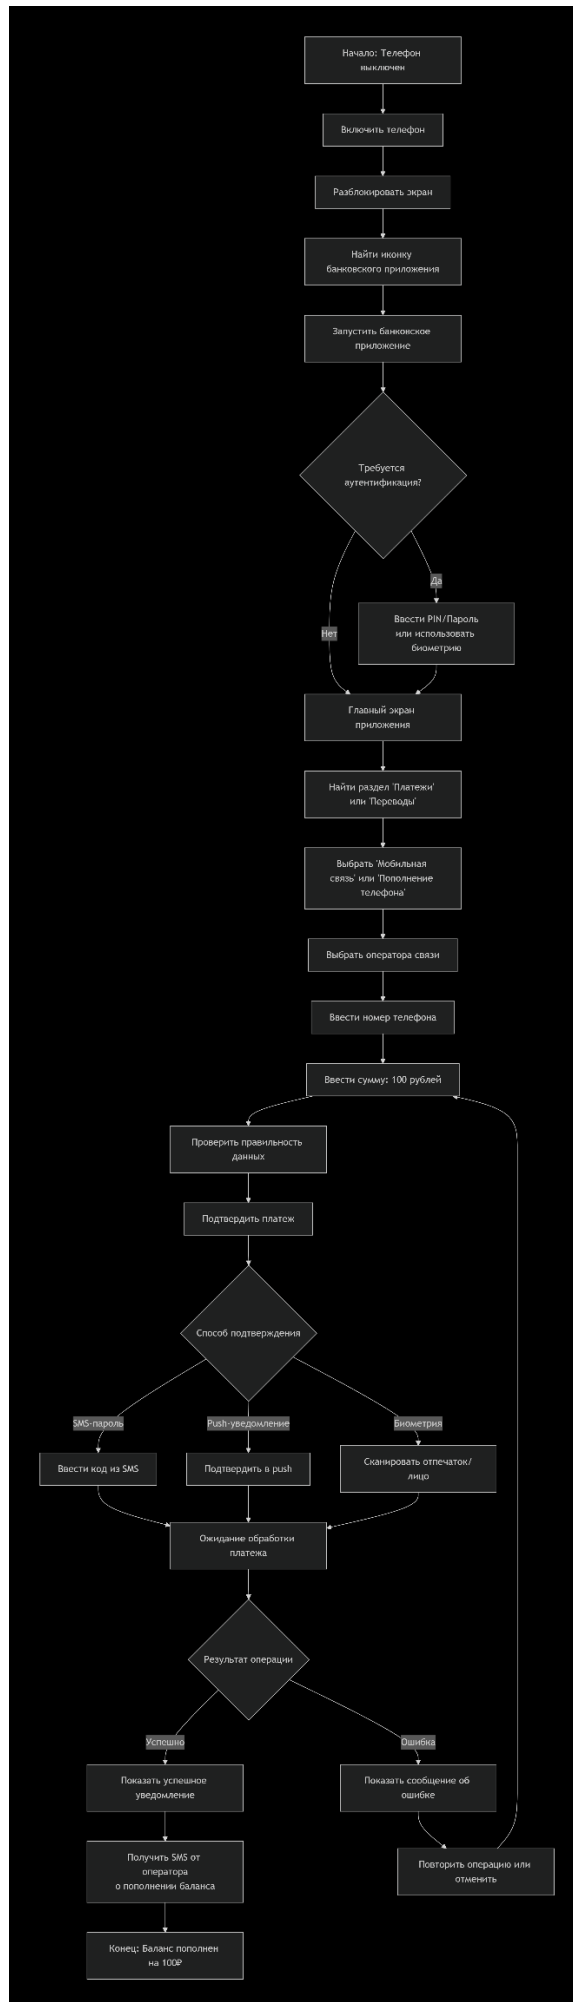 Начало: Телефон
выключен
Включить телефон
Разблокировать экран
Найти иконку
банковского приложения
Запустить банковское
приложение
Требуется
аутентификация?
Да
Ввести PIN/Пароль
или использовать
биометрию
Нет
Главный экран
приложения
Найти раздел 'Платежи'
или 'Переводы'
Выбрать 'Мобильная
связь' или 'Пополнение
телефона'
Выбрать оператора связи
Ввести номер телефона
Ввести сумму: 100 рублей
Проверить правильность
данных
Подтвердить платеж
Способ подтверждения
SMS-пароль
Push-уведомление
Биометрия
Ввести код из SMS
Подтвердить в push
Сканировать отпечаток/
лицо
Ожидание обработки
платежа
Результат операции
Успешно
Ошибка
Показать успешное
уведомление
Показать сообщение об
ошибке
Получить SMS от
оператора
о пополнении баланса
Повторить операцию или
отменить
Конец: Баланс пополнен
на 100₽